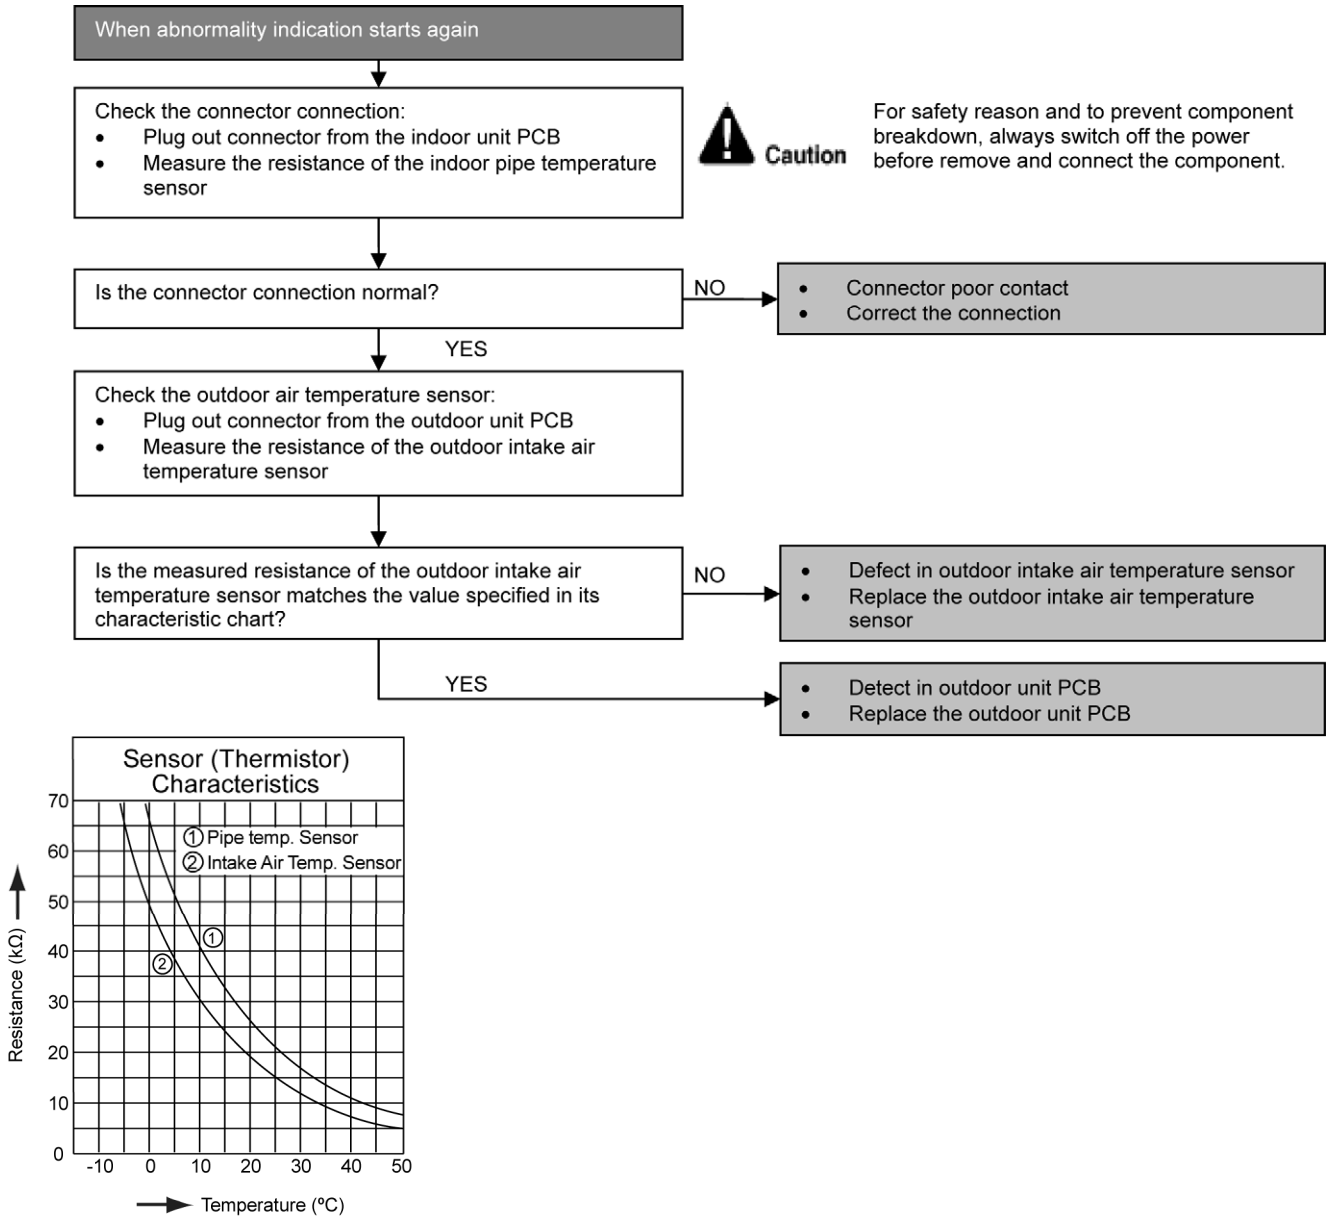 When abnormality indication starts again
Check the connector connection:
• Plug out connector from the indoor unit PCB
• Measure the resistance of the indoor pipe temperature
sensor
Caution
For safety reason and to prevent component
breakdown, always switch off the power
before remove and connect the component.
Is the connector connection normal?
NO
• Connector poor contact
• Correct the connection
YES
Check the outdoor air temperature sensor:
• Plug out connector from the outdoor unit PCB
• Measure the resistance of the outdoor intake air
temperature sensor
Is the measured resistance of the outdoor intake air
temperature sensor matches the value specified in its
characteristic chart?
NO
• Defect in outdoor intake air temperature sensor
• Replace the outdoor intake air temperature
sensor
YES
• Detect in outdoor unit PCB
• Replace the outdoor unit PCB
Sensor (Thermistor)
Characteristics
① Pipe temp. Sensor
② Intake Air Temp. Sensor
①
②
70
60
50
40
30
20
10
0
Resistance (kΩ)
-10 0 10 20 30 40 50
Temperature (ºC)